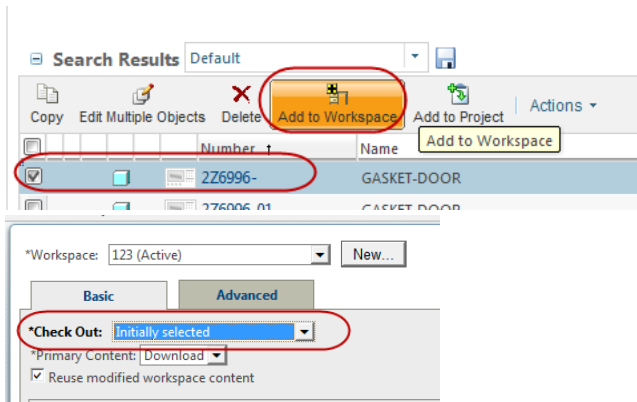 Search Results Default
Copy Edit Multiple Objects Delete Add to Workspace Add to Project Actions
Add to Workspace
Number ↑ Name
2Z6996- GASKET-DOOR
2Z6996-01 GASKET-DOOR
*Workspace: 123 (Active) New...
Basic Advanced
*Check Out: Initially selected
*Primary Content: Download
Reuse modified workspace content